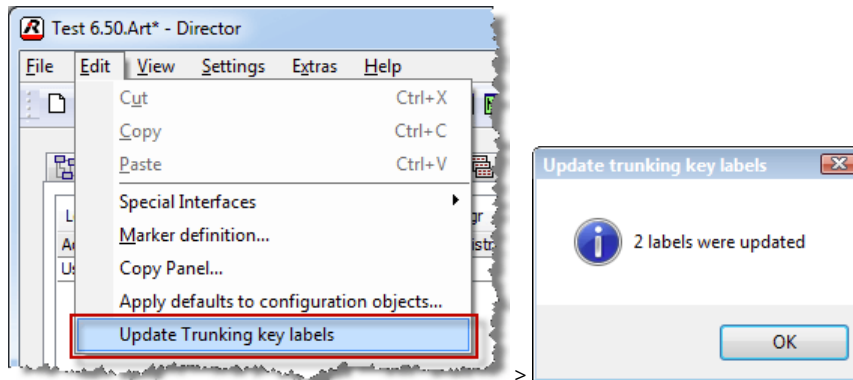 Test 6.50.Art* - Director
File Edit View Settings Extras Help
Cut Ctrl+X
Copy Ctrl+C
Paste Ctrl+V
Special Interfaces
Marker definition...
Copy Panel...
Apply defaults to configuration objects...
Update Trunking key labels
>
Update trunking key labels
2 labels were updated
OK